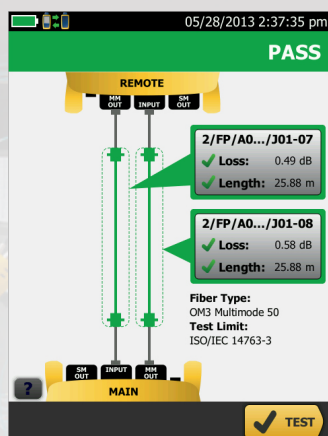 05/28/2013 2:37:35 pm
PASS
REMOTE
MM OUT
INPUT
SM OUT
2/FP/A0.../J01-07
Loss: 0.49 dB
Length: 25.88 m
2/FP/A0.../J01-08
Loss: 0.58 dB
Length: 25.88 m
Fiber Type:
OM3 Multimode 50
Test Limit:
ISO/IEC 14763-3
SM OUT
INPUT
MM OUT
MAIN
?
TEST